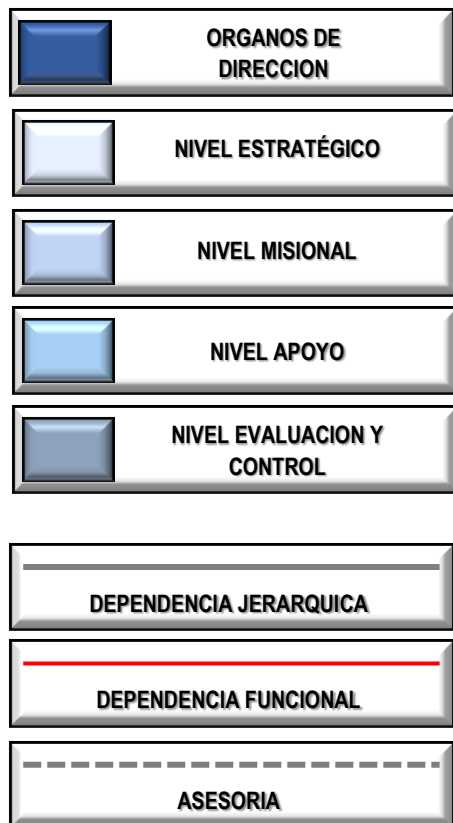 ORGANOS DE
DIRECCION
NIVEL ESTRATÉGICO
NIVEL MISIONAL
NIVEL APOYO
NIVEL EVALUACION Y
CONTROL
DEPENDENCIA JERARQUICA
DEPENDENCIA FUNCIONAL
ASESORIA